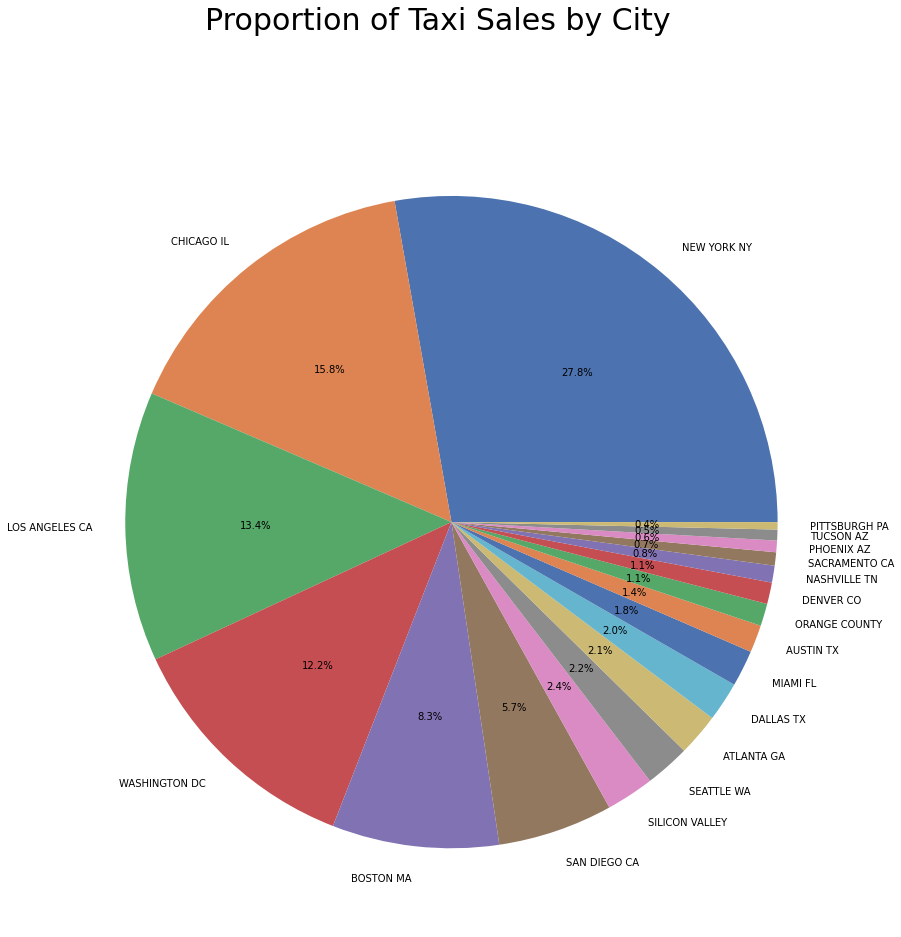 Proportion of Taxi Sales by City
CHICAGO IL
NEW YORK NY
15.8%
27.8%
LOS ANGELES CA
13.4%
0.4%
PITTSBURGH PA
0.5%
TUCSON AZ
0.6%
PHOENIX AZ
0.7%
SACRAMENTO CA
0.8%
NASHVILLE TN
1.1%
DENVER CO
1.1%
ORANGE COUNTY
1.4%
AUSTIN TX
1.8%
MIAMI FL
2.0%
DALLAS TX
2.1%
ATLANTA GA
2.2%
SEATTLE WA
2.4%
SILICON VALLEY
12.2%
WASHINGTON DC
8.3%
BOSTON MA
5.7%
SAN DIEGO CA